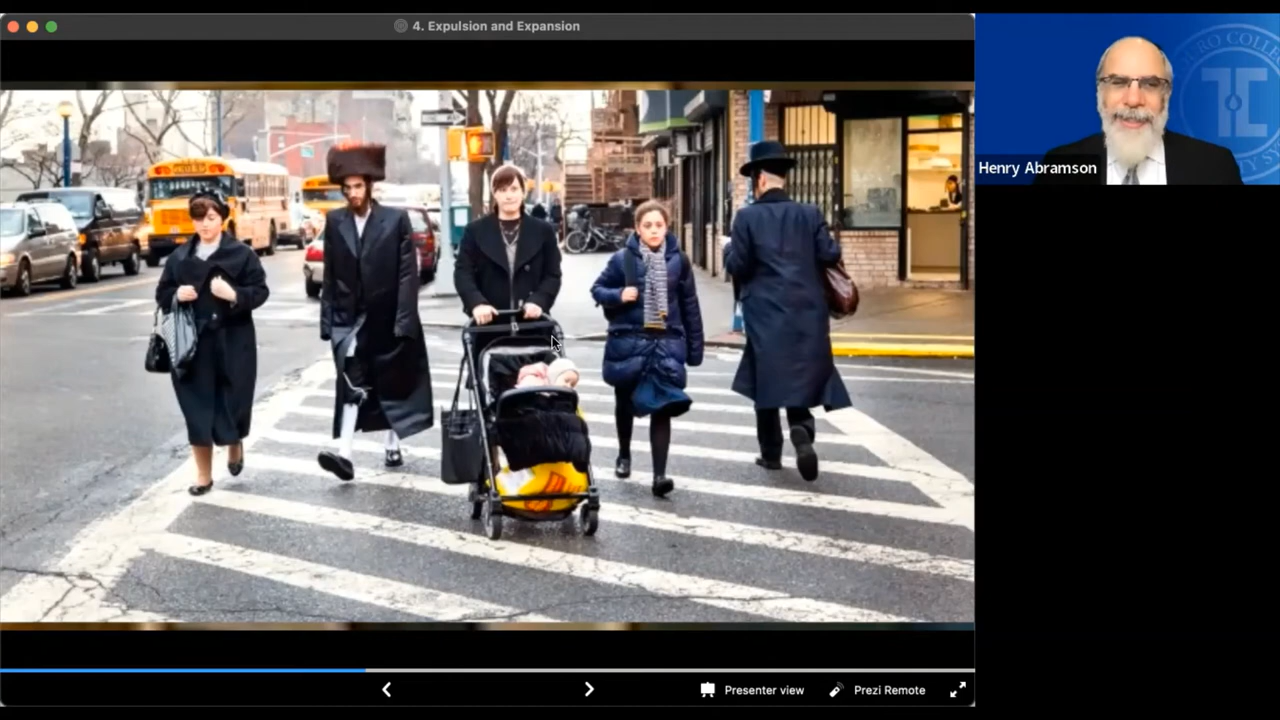 4. Expulsion and Expansion
Henry Abramson
Presenter view
Prezi Remote